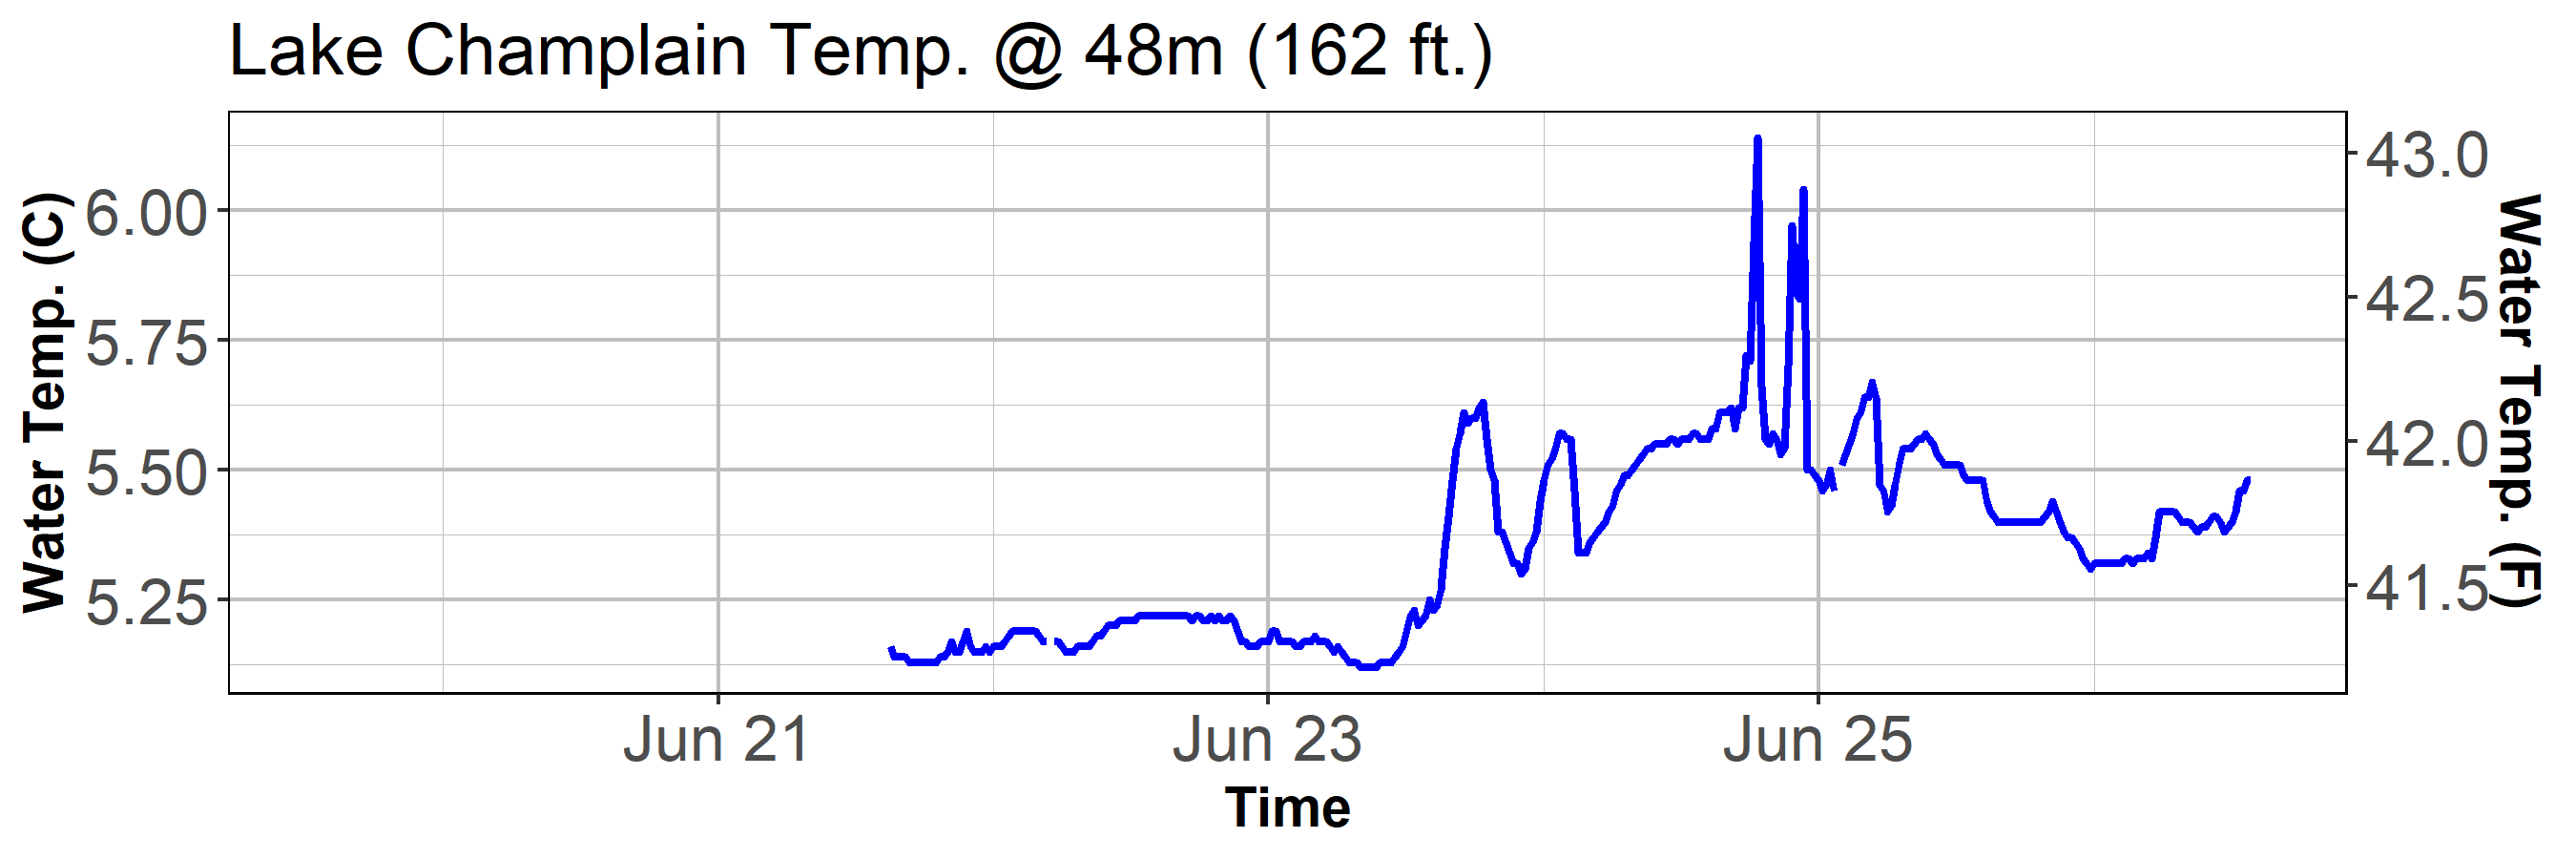 Lake Champlain Temp. @ 48m (162 ft.)
Water Temp. (C)
6.00
5.75
5.50
5.25
43.0
42.5
42.0
41.5
Water Temp. (F)
Jun 21 Jun 23 Jun 25
Time